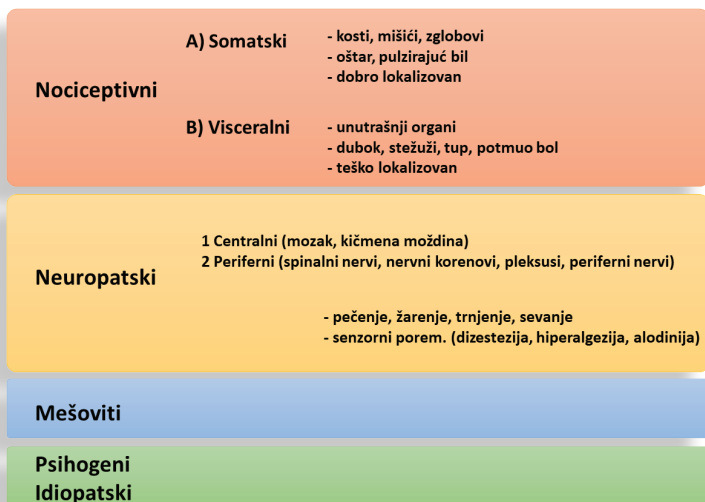 Nociceptivni
A) Somatski
- kosti, mišići, zglobovi
- oštar, pulzirajuć bil
- dobro lokalizovan
B) Visceralni
- unutrašnji organi
- dubok, stežuži, tup, potmuo bol
- teško lokalizovan
Neuropatski
1 Centralni (mozak, kičmena moždina)
2 Periferni (spinalni nervi, nervni korenovi, pleksusi, periferni nervi)
- pečenje, žarenje, trnjenje, sevanje
- senzorni porem. (dizestezija, hiperalgezija, alodinija)
Mešoviti
Psihogeni
Idiopatski